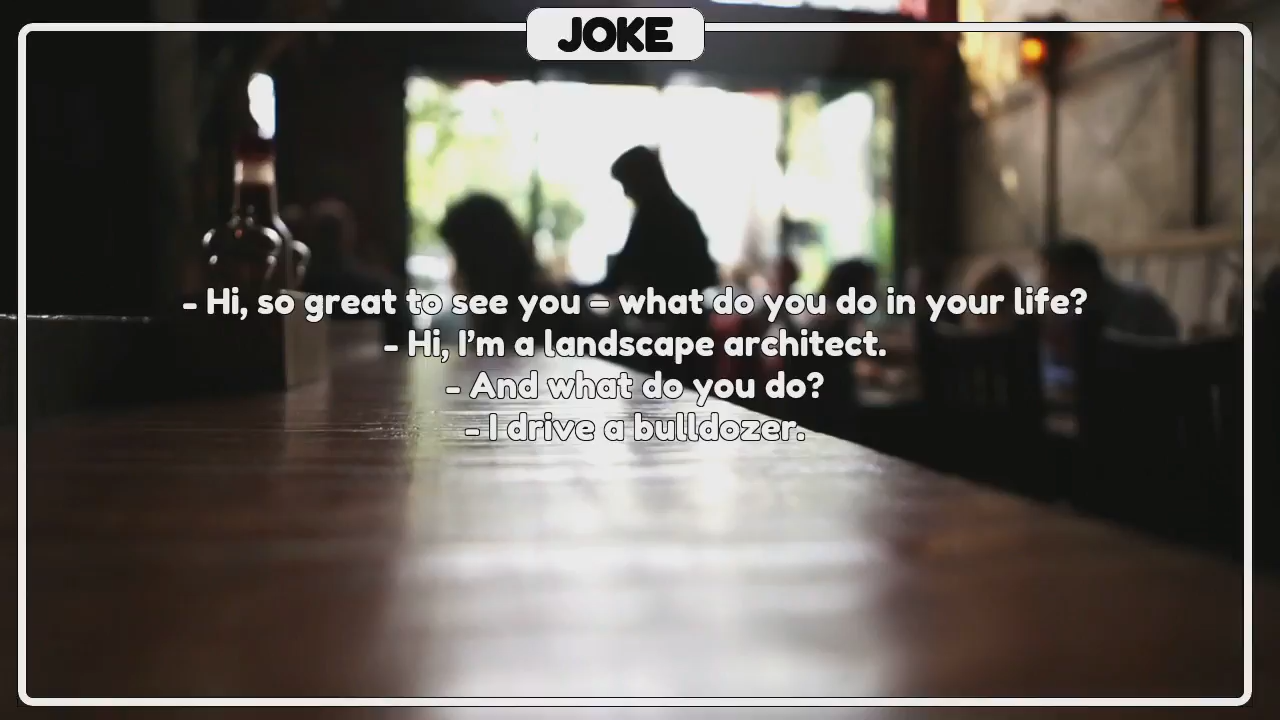 JOKE
- Hi, so great to see you – what do you do in your life?
- Hi, I’m a landscape architect.
- And what do you do?
- I drive a bulldozer.